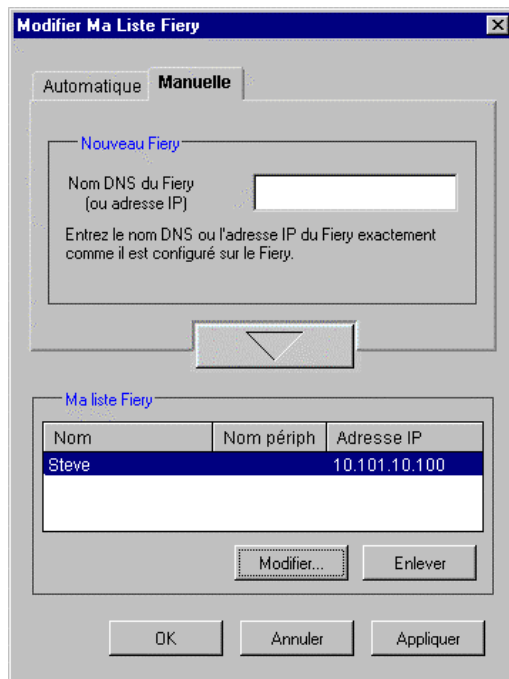 Modifier Ma Liste Fiery
Automatique Manuelle
Nouveau Fiery
Nom DNS du Fiery
(ou adresse IP)
Entrez le nom DNS ou l'adresse IP du Fiery exactement
comme il est configuré sur le Fiery.
Ma liste Fiery
Nom Nom périph Adresse IP
Steve 10.101.10.100
Modifier... Enlever
OK Annuler Appliquer